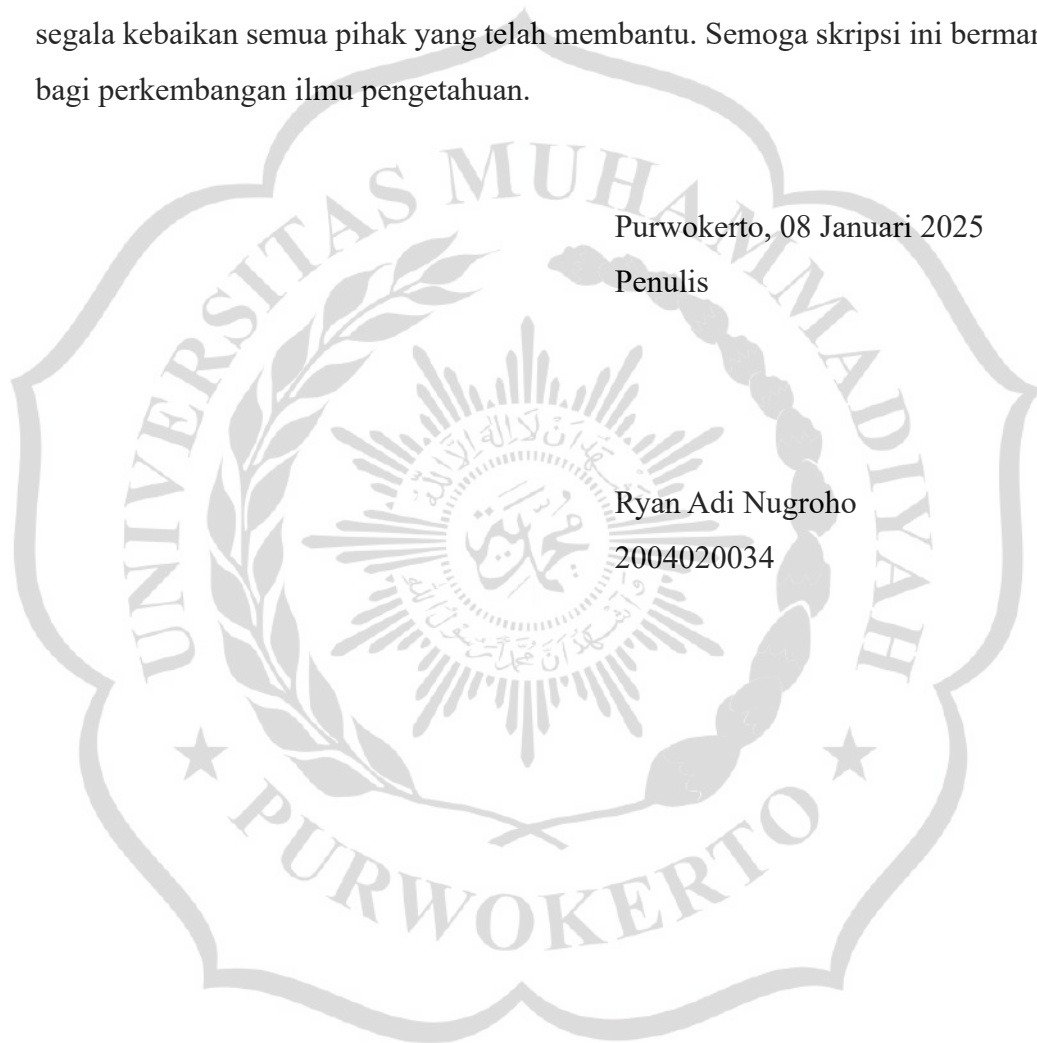 segala kebaikan semua pihak yang telah membantu. Semoga skripsi ini
bagi perkembangan ilmu pengetahuan.
UNIVERSITAS MUHAMMADIYAH
Purwokerto, 08 Januari 2025
Penulis
محمد
Ryan Adi Nugroho
2004020034
★ PURWOKERTO ★